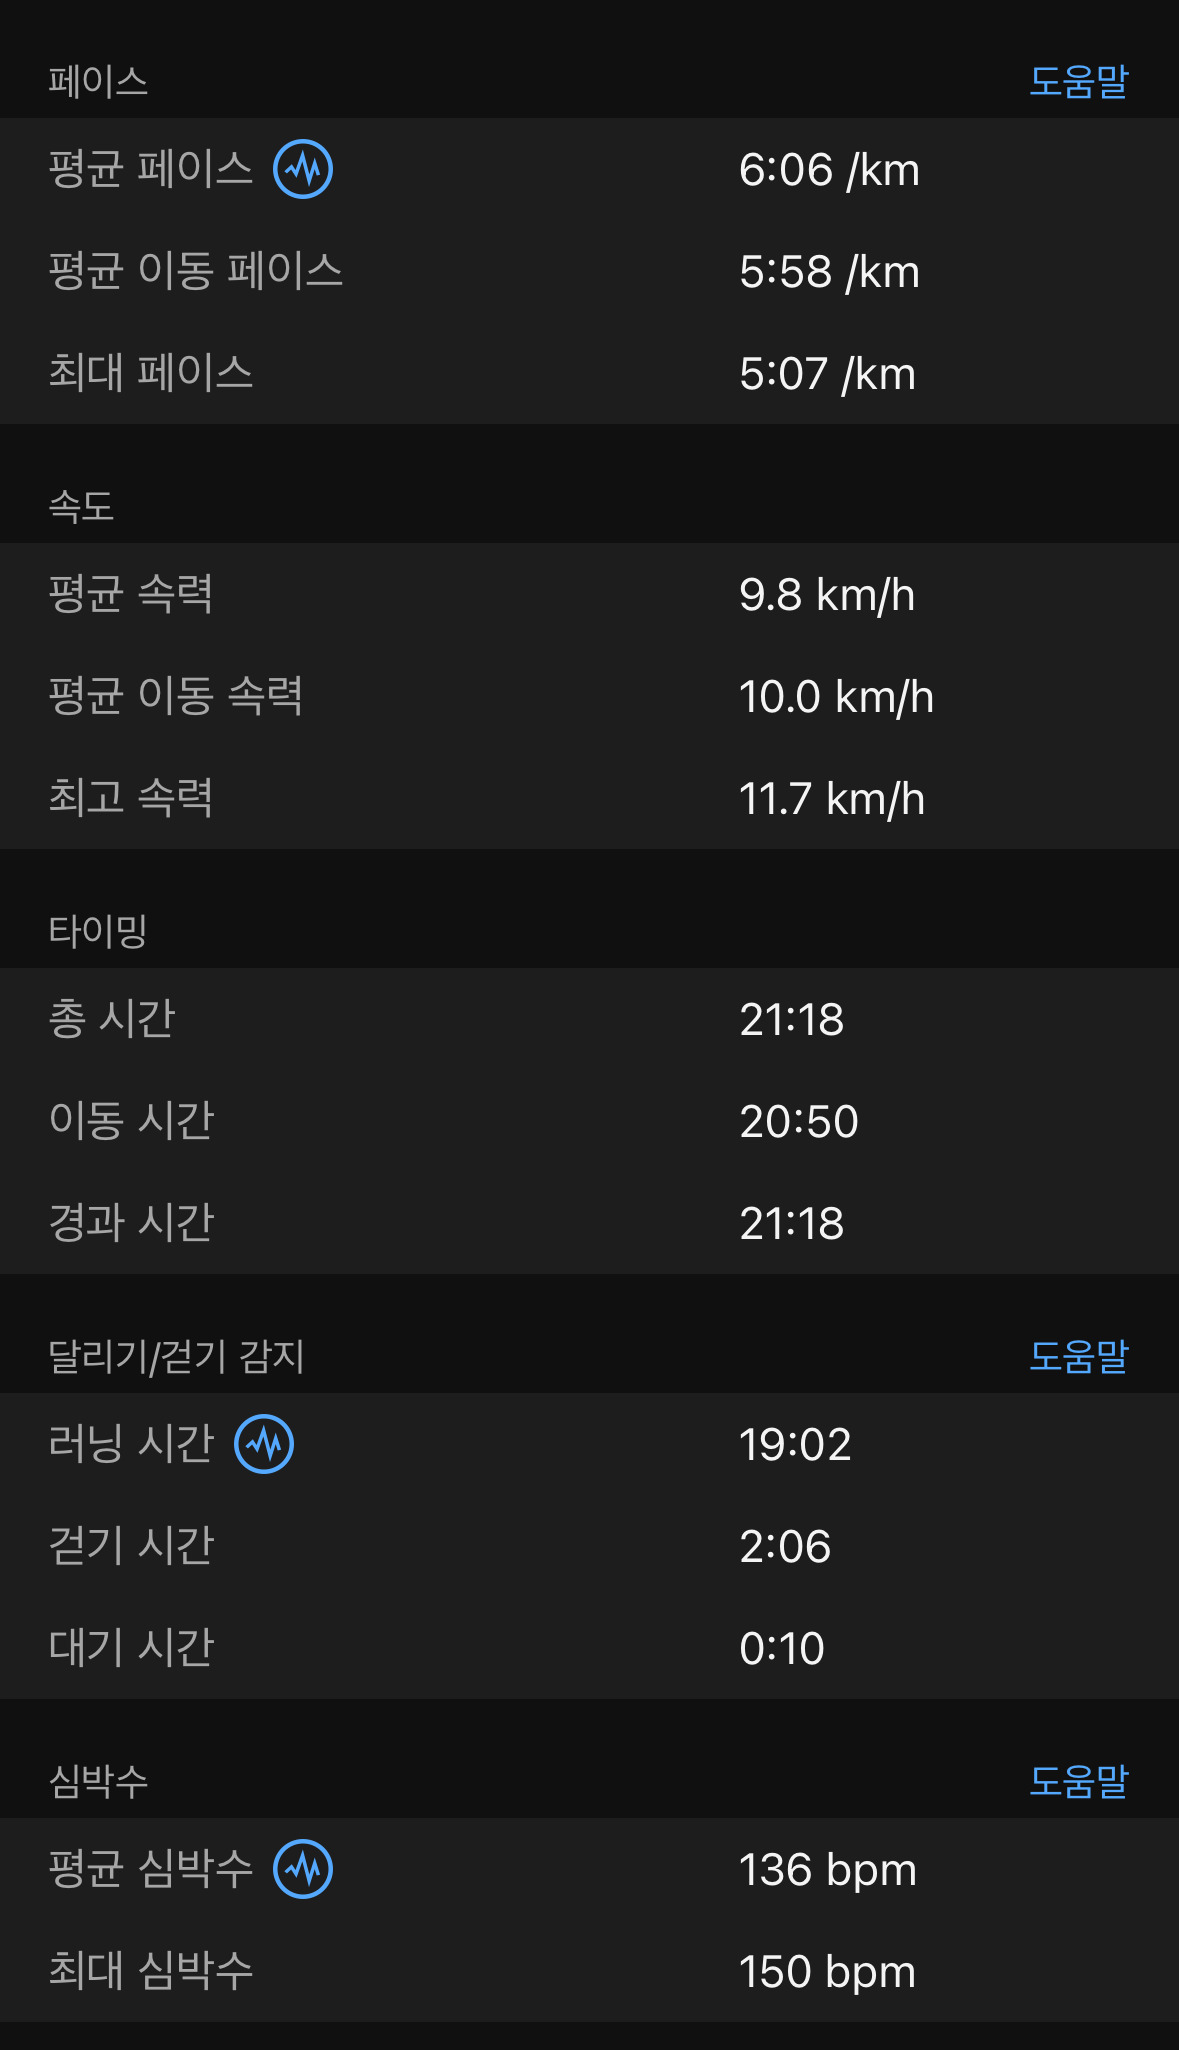 페이스 도움말
평균 페이스 6:06 /km
평균 이동 페이스 5:58 /km
최대 페이스 5:07 /km
속도
평균 속력 9.8 km/h
평균 이동 속력 10.0 km/h
최고 속력 11.7 km/h
타이밍
총 시간 21:18
이동 시간 20:50
경과 시간 21:18
달리기/걷기 감지 도움말
러닝 시간 19:02
걷기 시간 2:06
대기 시간 0:10
심박수 도움말
평균 심박수 136 bpm
최대 심박수 150 bpm